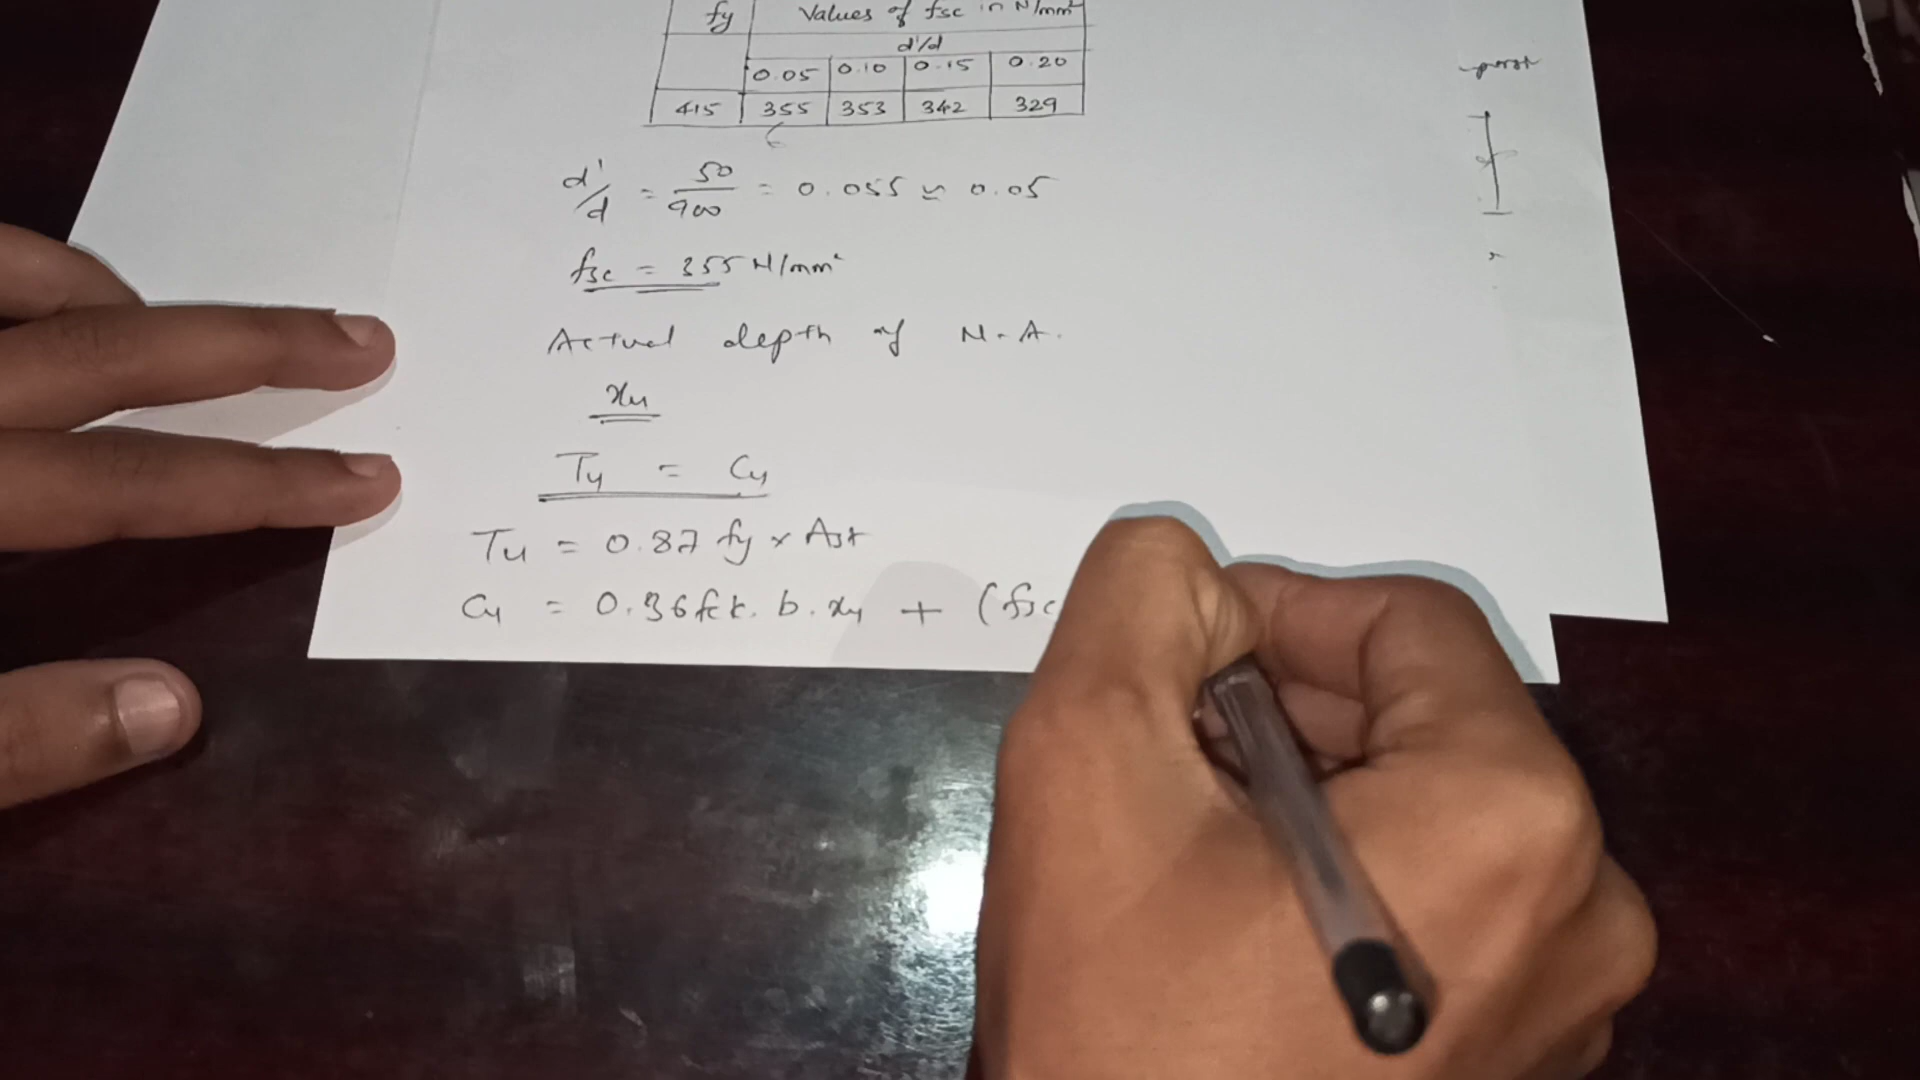 fy Values of fsc in N/mm²
d'/d
0.05 0.10 0.15 0.20
415 355 353 342 329
d'/d = 50/900 = 0.055 ≃ 0.05
fsc = 355 N/mm²
Actual depth of N.A.
xu
Tu = Cu
Tu = 0.87 fy x Ast
Cu = 0.36 fck. b. xu + (fsc